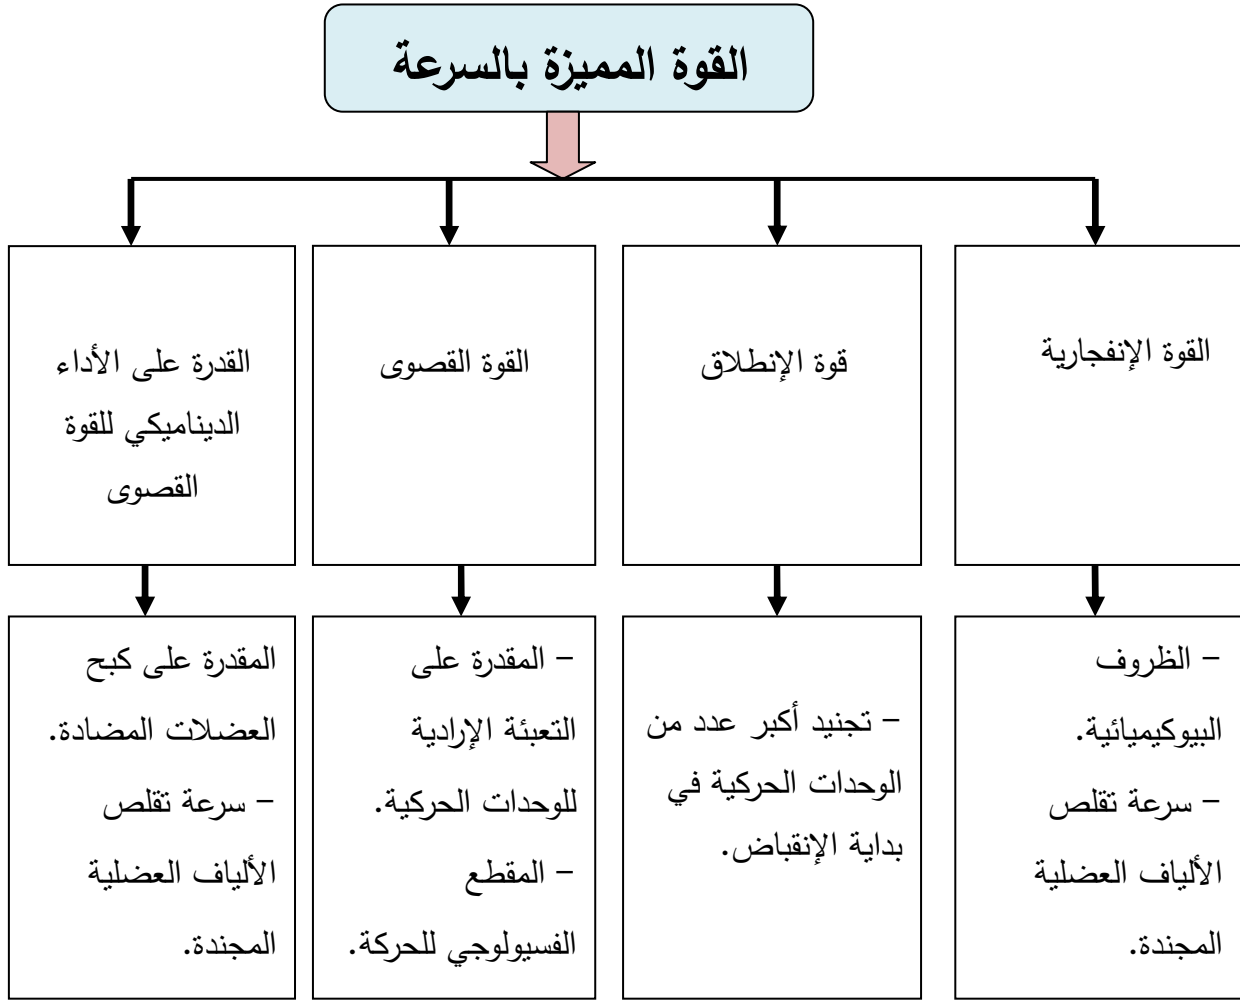 القوة المميزة بالسرعة
القوة الإنفجارية
قوة الإنطلاق
القوة القصوى
القدرة على الأداء
الديناميكي للقوة
القصوى
– الظروف
البيوكيميائية.
– سرعة تقلص
الألياف العضلية
المجندة.
– تجنيد أكبر عدد من
الوحدات الحركية في
بداية الإنقباض.
– المقدرة على
التعبئة الإرادية
للوحدات الحركية.
– المقطع
الفسيولوجي للحركة.
المقدرة على كبح
العضلات المضادة.
– سرعة تقلص
الألياف العضلية
المجندة.